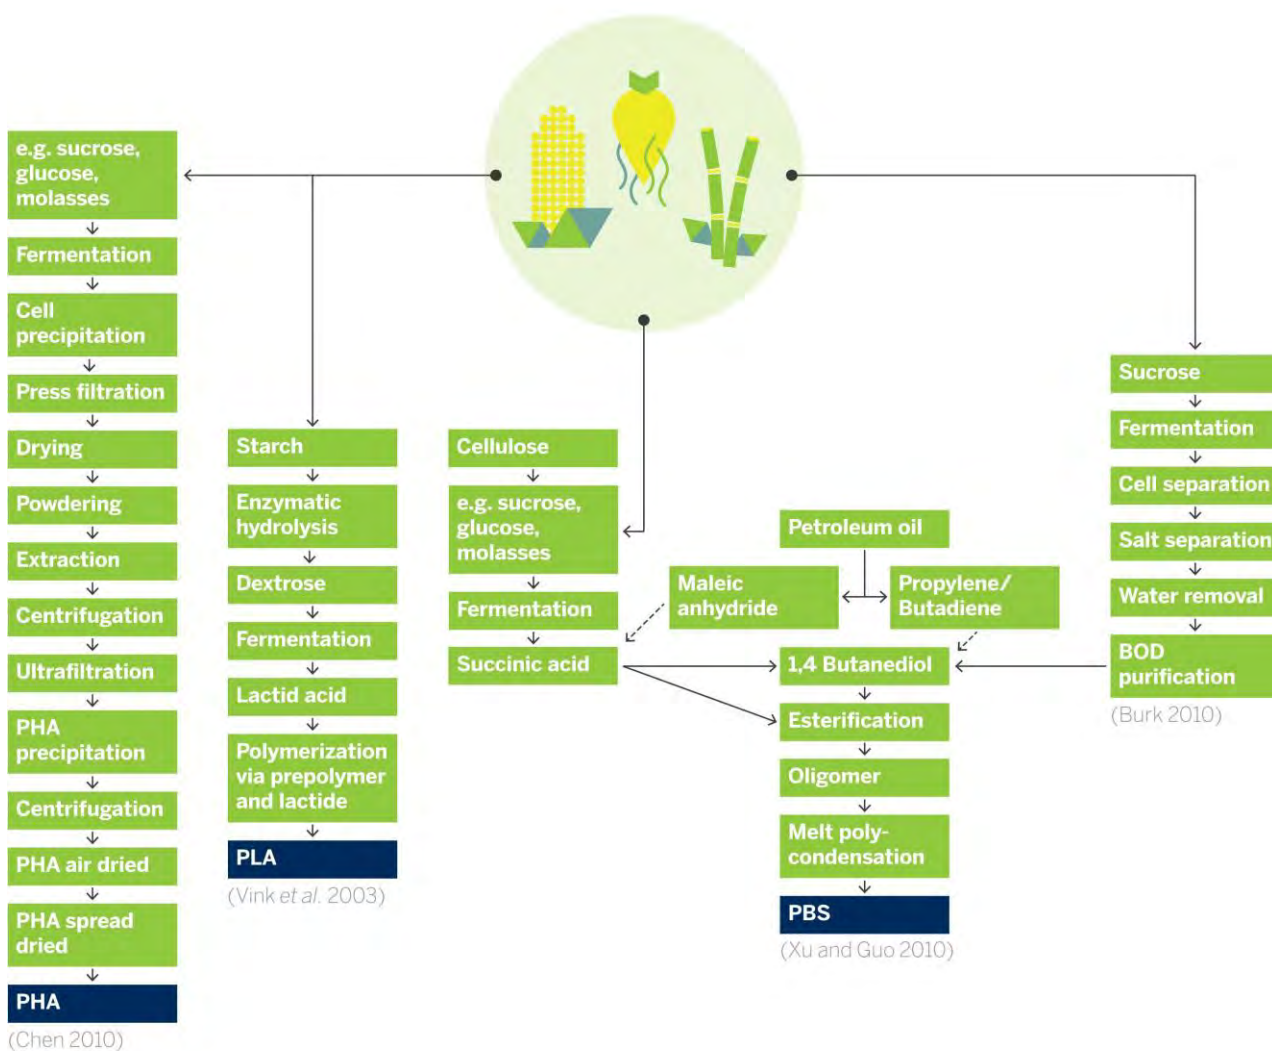 e.g. sucrose,
glucose,
molasses
Fermentation
Cell
precipitation
Press filtration
Drying
Powdering
Extraction
Centrifugation
Ultrafiltration
PHA
precipitation
Centrifugation
PHA air dried
PHA spread
dried
PHA
(Chen 2010)
Starch
Enzymatic
hydrolysis
Dextrose
Fermentation
Lactid acid
Polymerization
via prepolymer
and lactide
PLA
(Vink et al. 2003)
Cellulose
e.g. sucrose,
glucose,
molasses
Fermentation
Succinic acid
Petroleum oil
Maleic
anhydride
Propylene/
Butadiene
1,4 Butanediol
Esterification
Oligomer
Melt poly-
condensation
PBS
(Xu and Guo 2010)
Sucrose
Fermentation
Cell separation
Salt separation
Water removal
BOD
purification
(Burk 2010)